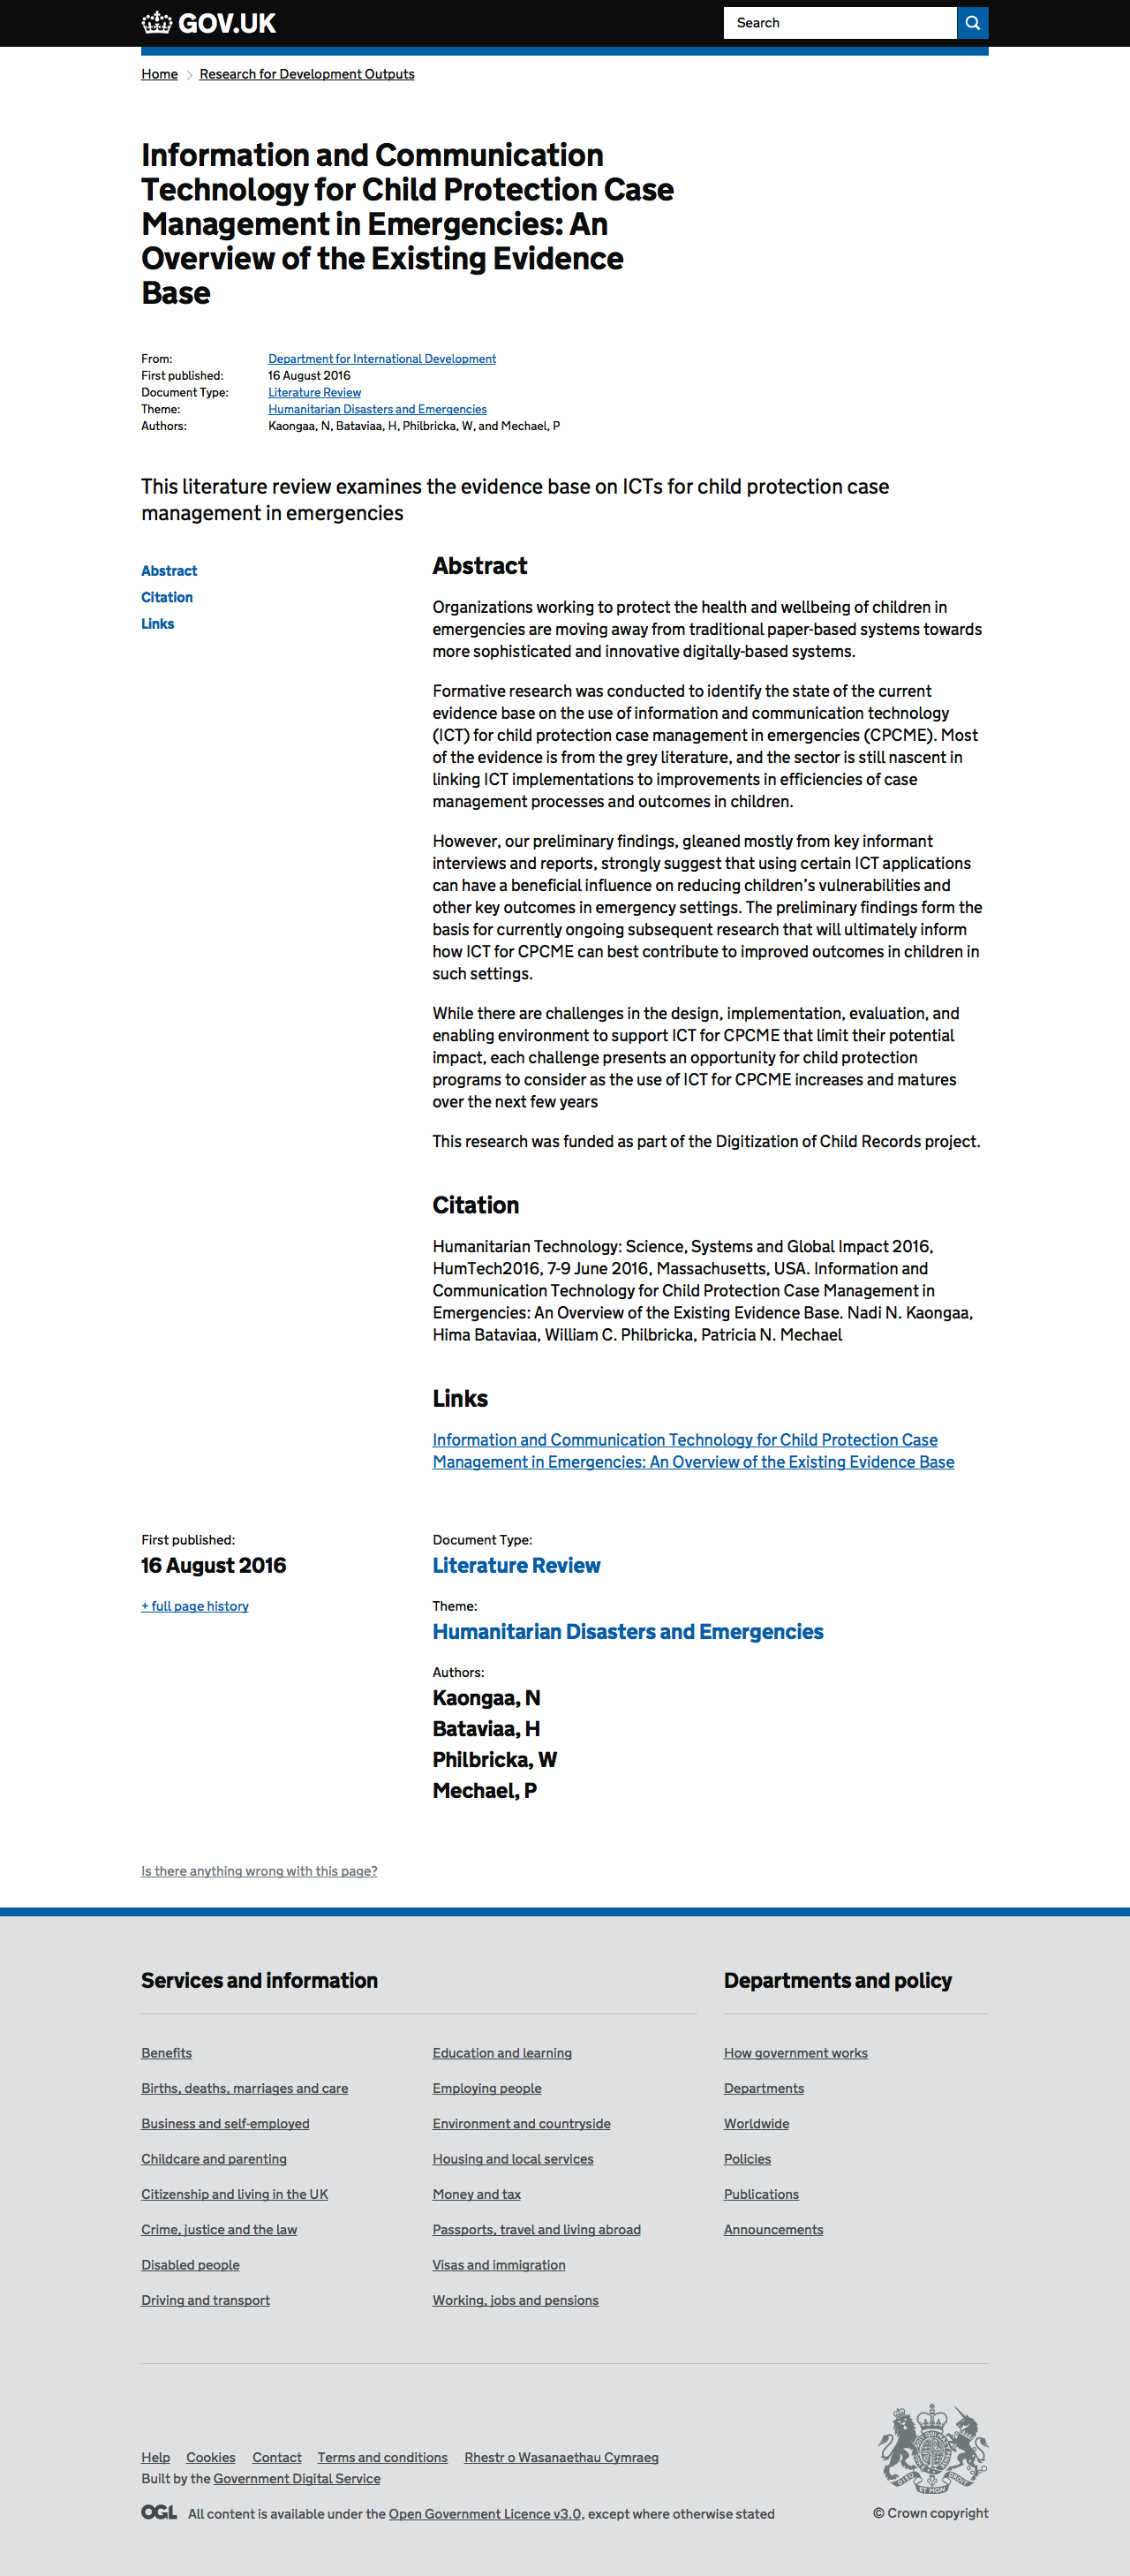 GOV.UK
Search
Home
Research for Development Outputs
Information and Communication
Technology for Child Protection Case
Management in Emergencies: An
Overview of the Existing Evidence
Base
From: Department for International Development
First published: 16 August 2016
Document Type: Literature Review
Theme: Humanitarian Disasters and Emergencies
Authors: Kaongaa, N, Bataviaa, H, Philbricka, W, and Mechael, P
This literature review examines the evidence base on ICTs for child protection case
management in emergencies
Abstract
Citation
Links
Abstract
Organizations working to protect the health and wellbeing of children in
emergencies are moving away from traditional paper-based systems towards
more sophisticated and innovative digitally-based systems.
Formative research was conducted to identify the state of the current
evidence base on the use of information and communication technology
(ICT) for child protection case management in emergencies (CPCME). Most
of the evidence is from the grey literature, and the sector is still nascent in
linking ICT implementations to improvements in efficiencies of case
management processes and outcomes in children.
However, our preliminary findings, gleaned mostly from key informant
interviews and reports, strongly suggest that using certain ICT applications
can have a beneficial influence on reducing children’s vulnerabilities and
other key outcomes in emergency settings. The preliminary findings form the
basis for currently ongoing subsequent research that will ultimately inform
how ICT for CPCME can best contribute to improved outcomes in children in
such settings.
While there are challenges in the design, implementation, evaluation, and
enabling environment to support ICT for CPCME that limit their potential
impact, each challenge presents an opportunity for child protection
programs to consider as the use of ICT for CPCME increases and matures
over the next few years
This research was funded as part of the Digitization of Child Records project.
Citation
Humanitarian Technology: Science, Systems and Global Impact 2016,
HumTech2016, 7-9 June 2016, Massachusetts, USA. Information and
Communication Technology for Child Protection Case Management in
Emergencies: An Overview of the Existing Evidence Base. Nadi N. Kaongaa,
Hima Bataviaa, William C. Philbricka, Patricia N. Mechael
Links
Information and Communication Technology for Child Protection Case
Management in Emergencies: An Overview of the Existing Evidence Base
First published:
16 August 2016
+ full page history
Document Type:
Literature Review
Theme:
Humanitarian Disasters and Emergencies
Authors:
Kaongaa, N
Bataviaa, H
Philbricka, W
Mechael, P
Is there anything wrong with this page?
Services and information
Benefits
Births, deaths, marriages and care
Business and self-employed
Childcare and parenting
Citizenship and living in the UK
Crime, justice and the law
Disabled people
Driving and transport
Education and learning
Employing people
Environment and countryside
Housing and local services
Money and tax
Passports, travel and living abroad
Visas and immigration
Working, jobs and pensions
Departments and policy
How government works
Departments
Worldwide
Policies
Publications
Announcements
Help Cookies Contact Terms and conditions Rhestr o Wasanaethau Cymraeg
Built by the Government Digital Service
OGL All content is available under the Open Government Licence v3.0, except where otherwise stated
DIEU ET MON DROIT
© Crown copyright